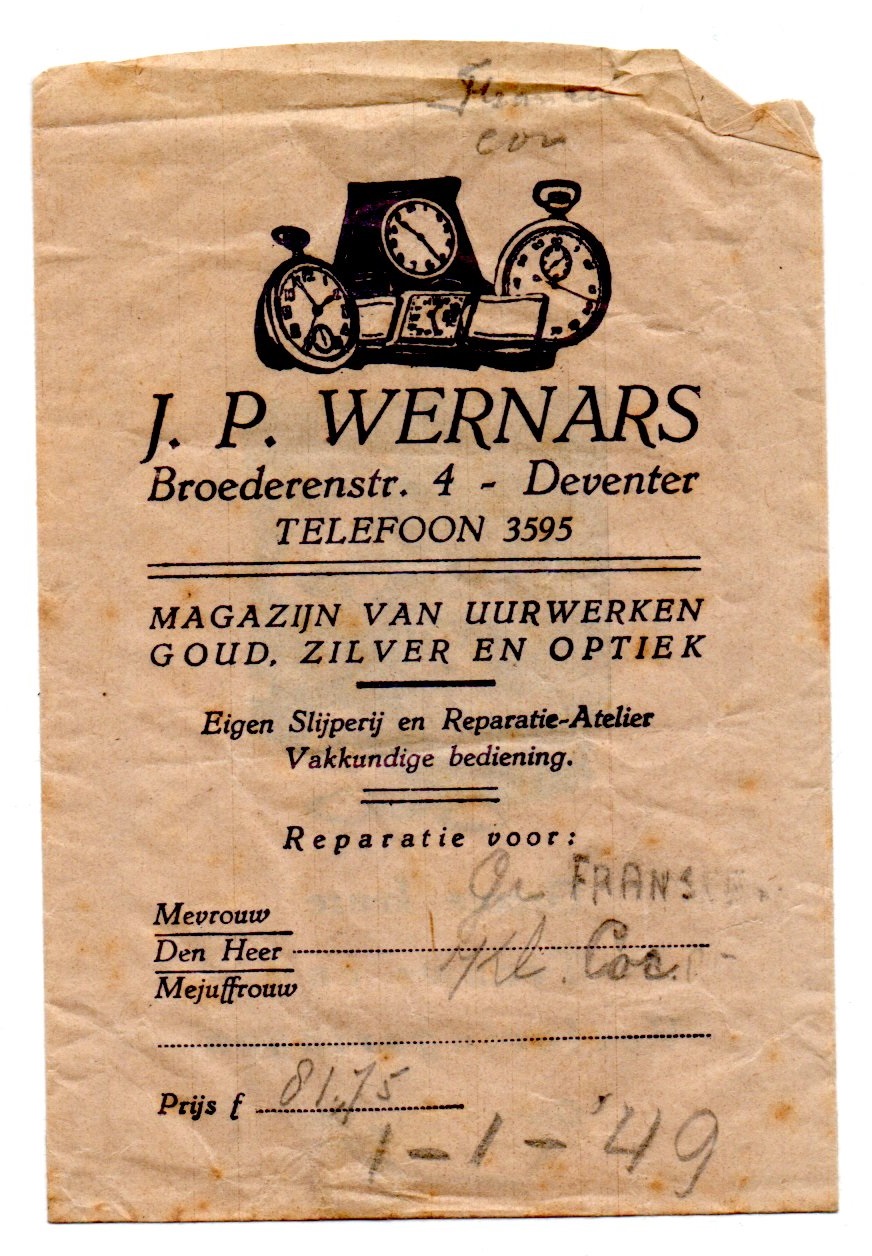 cor
J. P. WERNARS
Broederenstr. 4 - Deventer
TELEFOON 3595
MAGAZIJN VAN UURWERKEN
GOUD, ZILVER EN OPTIEK
Eigen Slijperij en Reparatie-Atelier
Vakkundige bediening.
Reparatie voor:
FRANS
Mevrouw
Den Heer
Mejuffrouw
Prijs f 81.75
1-1-'49